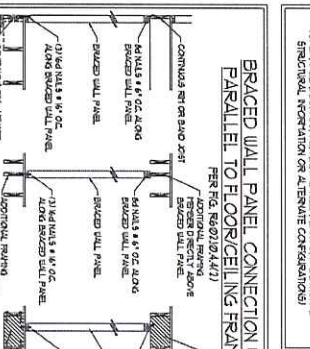 STRUCTURAL INFORMATION OR ALTERNATE CONFIGURATIONS)
BRACED WALL PANEL CONNECTION
PARALLEL TO FLOOR/CEILING FRAM
PER FIG. R602.10.4.4(2)
CONTINUOUS RIM OR BAND JOIST
8d NAILS @ 6" O.C. ALONG
BRACED WALL PANEL
BRACED WALL PANEL
(3) 16d NAILS @ 16" O.C.
ALONG BRACED WALL PANEL
ADDITIONAL FRAMING
MEMBER DIRECTLY ABOVE
BRACED WALL PANEL
8d NAILS @ 6" O.C. ALONG
BRACED WALL PANEL
BRACED WALL PANEL
(3) 16d NAILS @ 16" O.C.
ALONG BRACED WALL PANEL
ADDITIONAL FRAMING